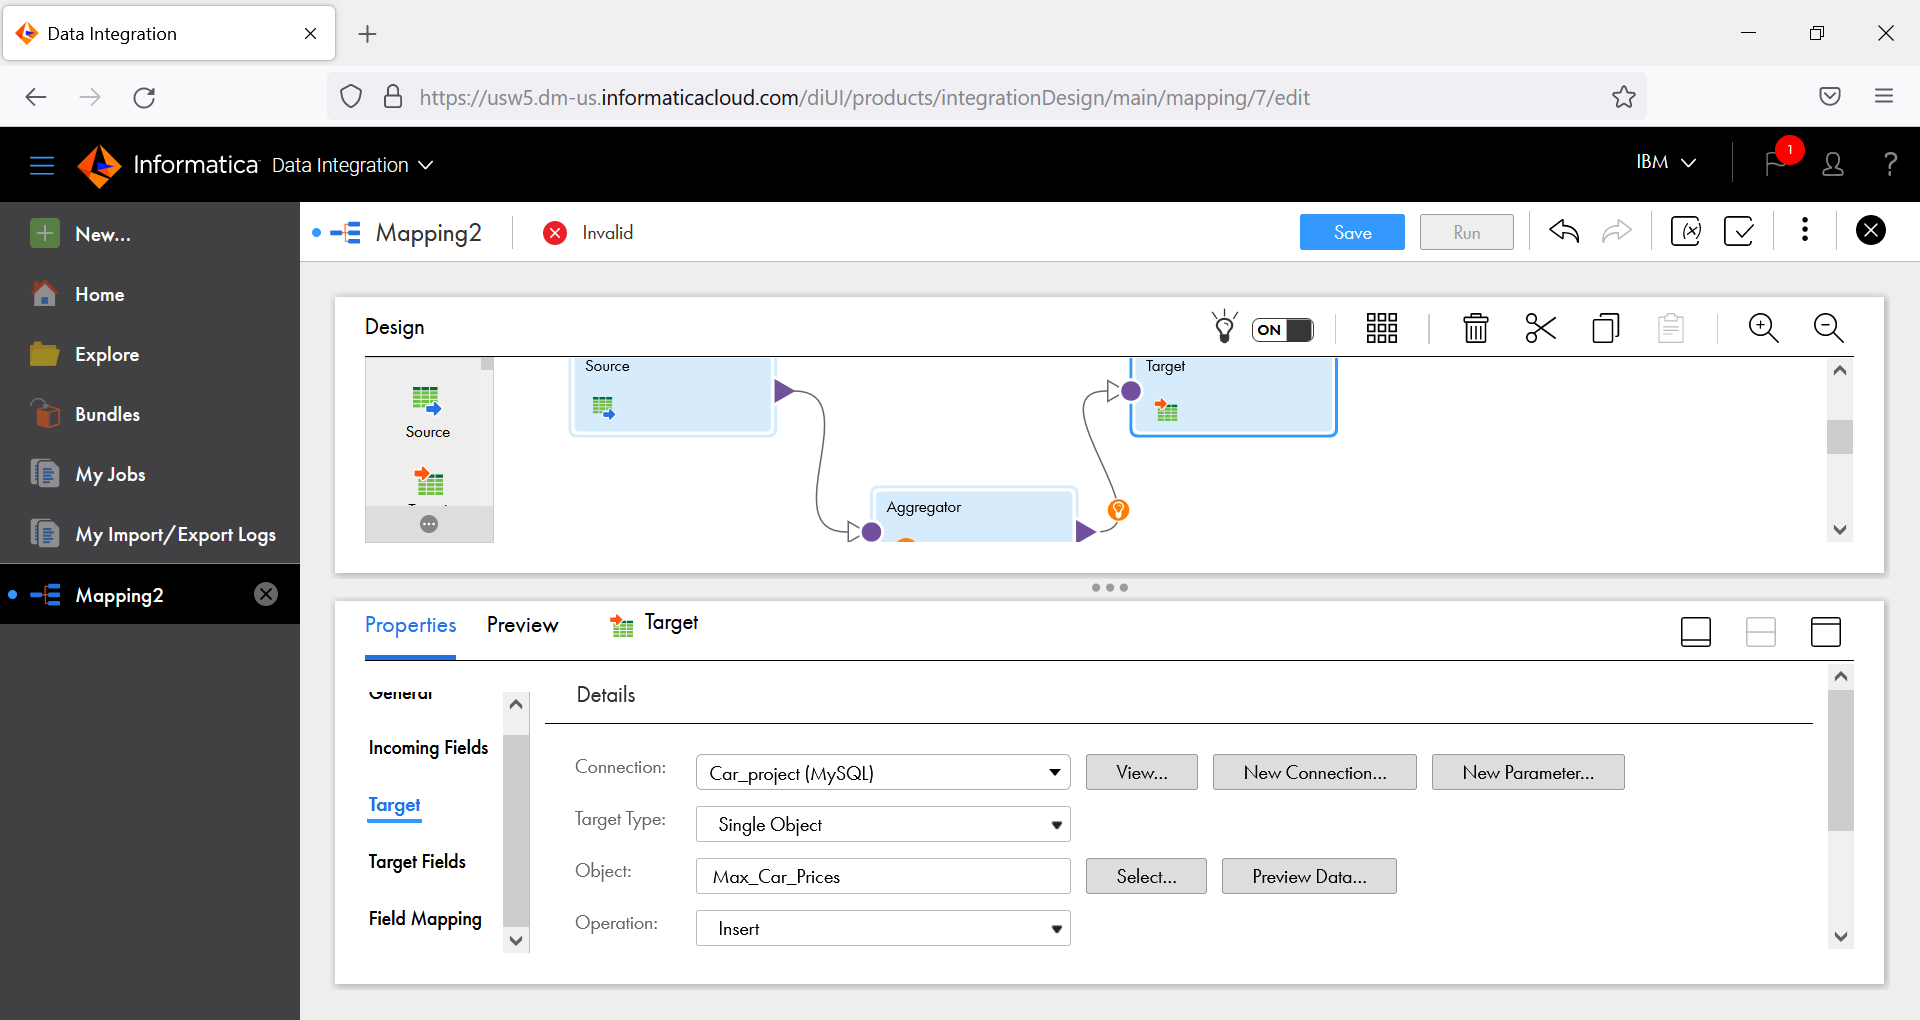 Data Integration
https://usw5.dm-us.informaticacloud.com/diUI/products/integrationDesign/main/mapping/7/edit
Informatica Data Integration
IBM
1
?
New...
Home
Explore
Bundles
My Jobs
My Import/Export Logs
Mapping2
Mapping2
Invalid
Save
Run
Design
ON
Source
Source
Target
Aggregator
Properties
Preview
Target
General
Incoming Fields
Target
Target Fields
Field Mapping
Details
Connection:
Car_project (MySQL)
View...
New Connection...
New Parameter...
Target Type:
Single Object
Object:
Max_Car_Prices
Select...
Preview Data...
Operation:
Insert